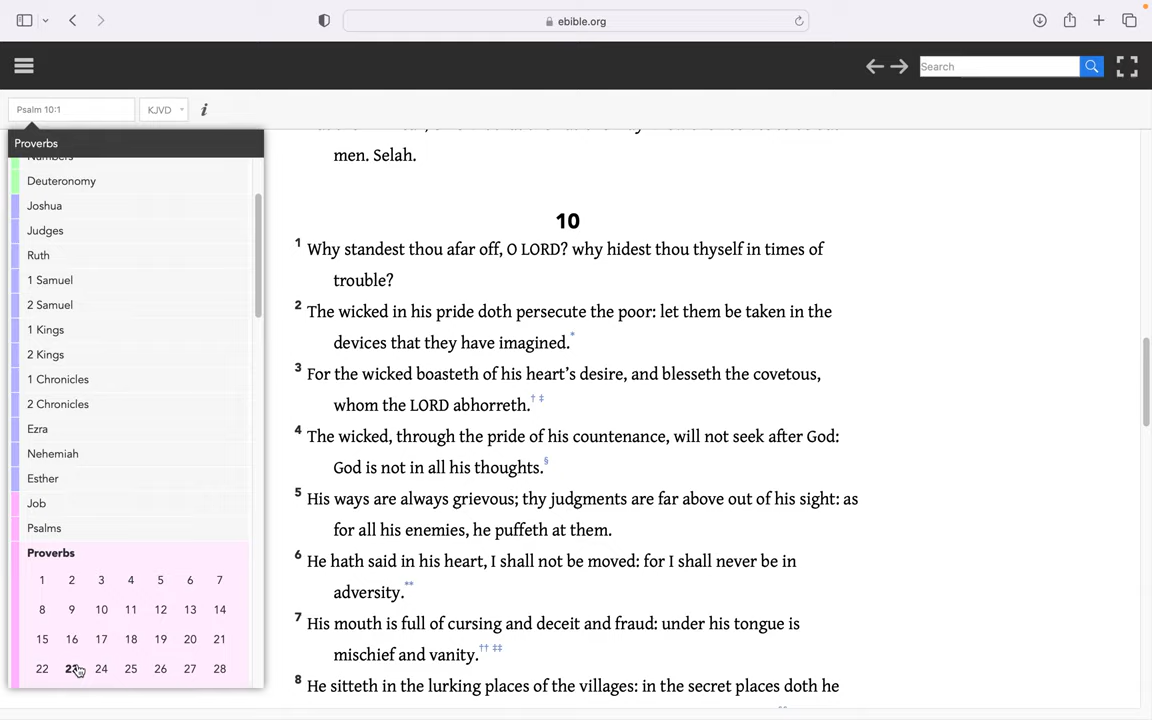 ebible.org
Search
Psalm 10:1
KJVD
i
Proverbs
Numbers
Deuteronomy
Joshua
Judges
Ruth
1 Samuel
2 Samuel
1 Kings
2 Kings
1 Chronicles
2 Chronicles
Ezra
Nehemiah
Esther
Job
Psalms
Proverbs
1 2 3 4 5 6 7
8 9 10 11 12 13 14
15 16 17 18 19 20 21
22 23 24 25 26 27 28
men. Selah.
10
1 Why standest thou afar off, O LORD? why hidest thou thyself in times of
trouble?
2 The wicked in his pride doth persecute the poor: let them be taken in the
devices that they have imagined.*
3 For the wicked boasteth of his heart’s desire, and blesseth the covetous,
whom the LORD abhorreth.† ‡
4 The wicked, through the pride of his countenance, will not seek after God:
God is not in all his thoughts.§
5 His ways are always grievous; thy judgments are far above out of his sight: as
for all his enemies, he puffeth at them.
6 He hath said in his heart, I shall not be moved: for I shall never be in
adversity.**
7 His mouth is full of cursing and deceit and fraud: under his tongue is
mischief and vanity.†† ‡‡
8 He sitteth in the lurking places of the villages: in the secret places doth he